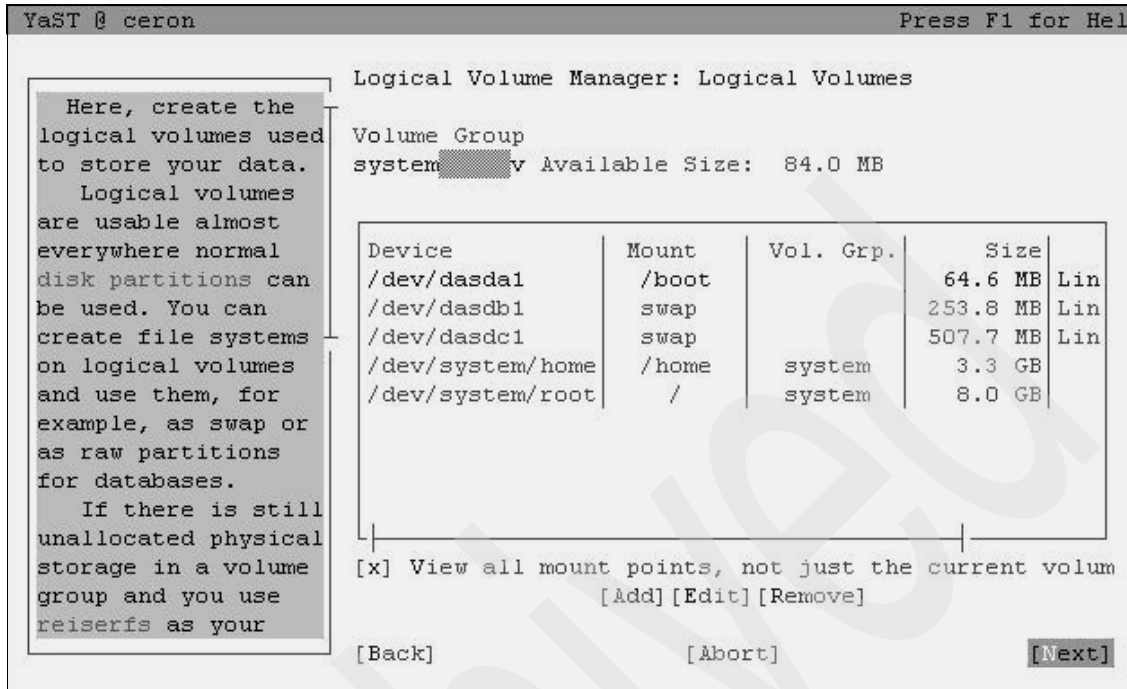 YaST @ ceron Press F1 for Hel
Here, create the
logical volumes used
to store your data.
Logical volumes
are usable almost
everywhere normal
disk partitions can
be used. You can
create file systems
on logical volumes
and use them, for
example, as swap or
as raw partitions
for databases.
If there is still
unallocated physical
storage in a volume
group and you use
reiserfs as your
Logical Volume Manager: Logical Volumes
Volume Group
system v Available Size: 84.0 MB
Device Mount Vol. Grp. Size
/dev/dasda1 /boot 64.6 MB Lin
/dev/dasdb1 swap 253.8 MB Lin
/dev/dasdc1 swap 507.7 MB Lin
/dev/system/home /home system 3.3 GB
/dev/system/root / system 8.0 GB
[x] View all mount points, not just the current volum
[Add][Edit][Remove]
[Back] [Abort] [Next]